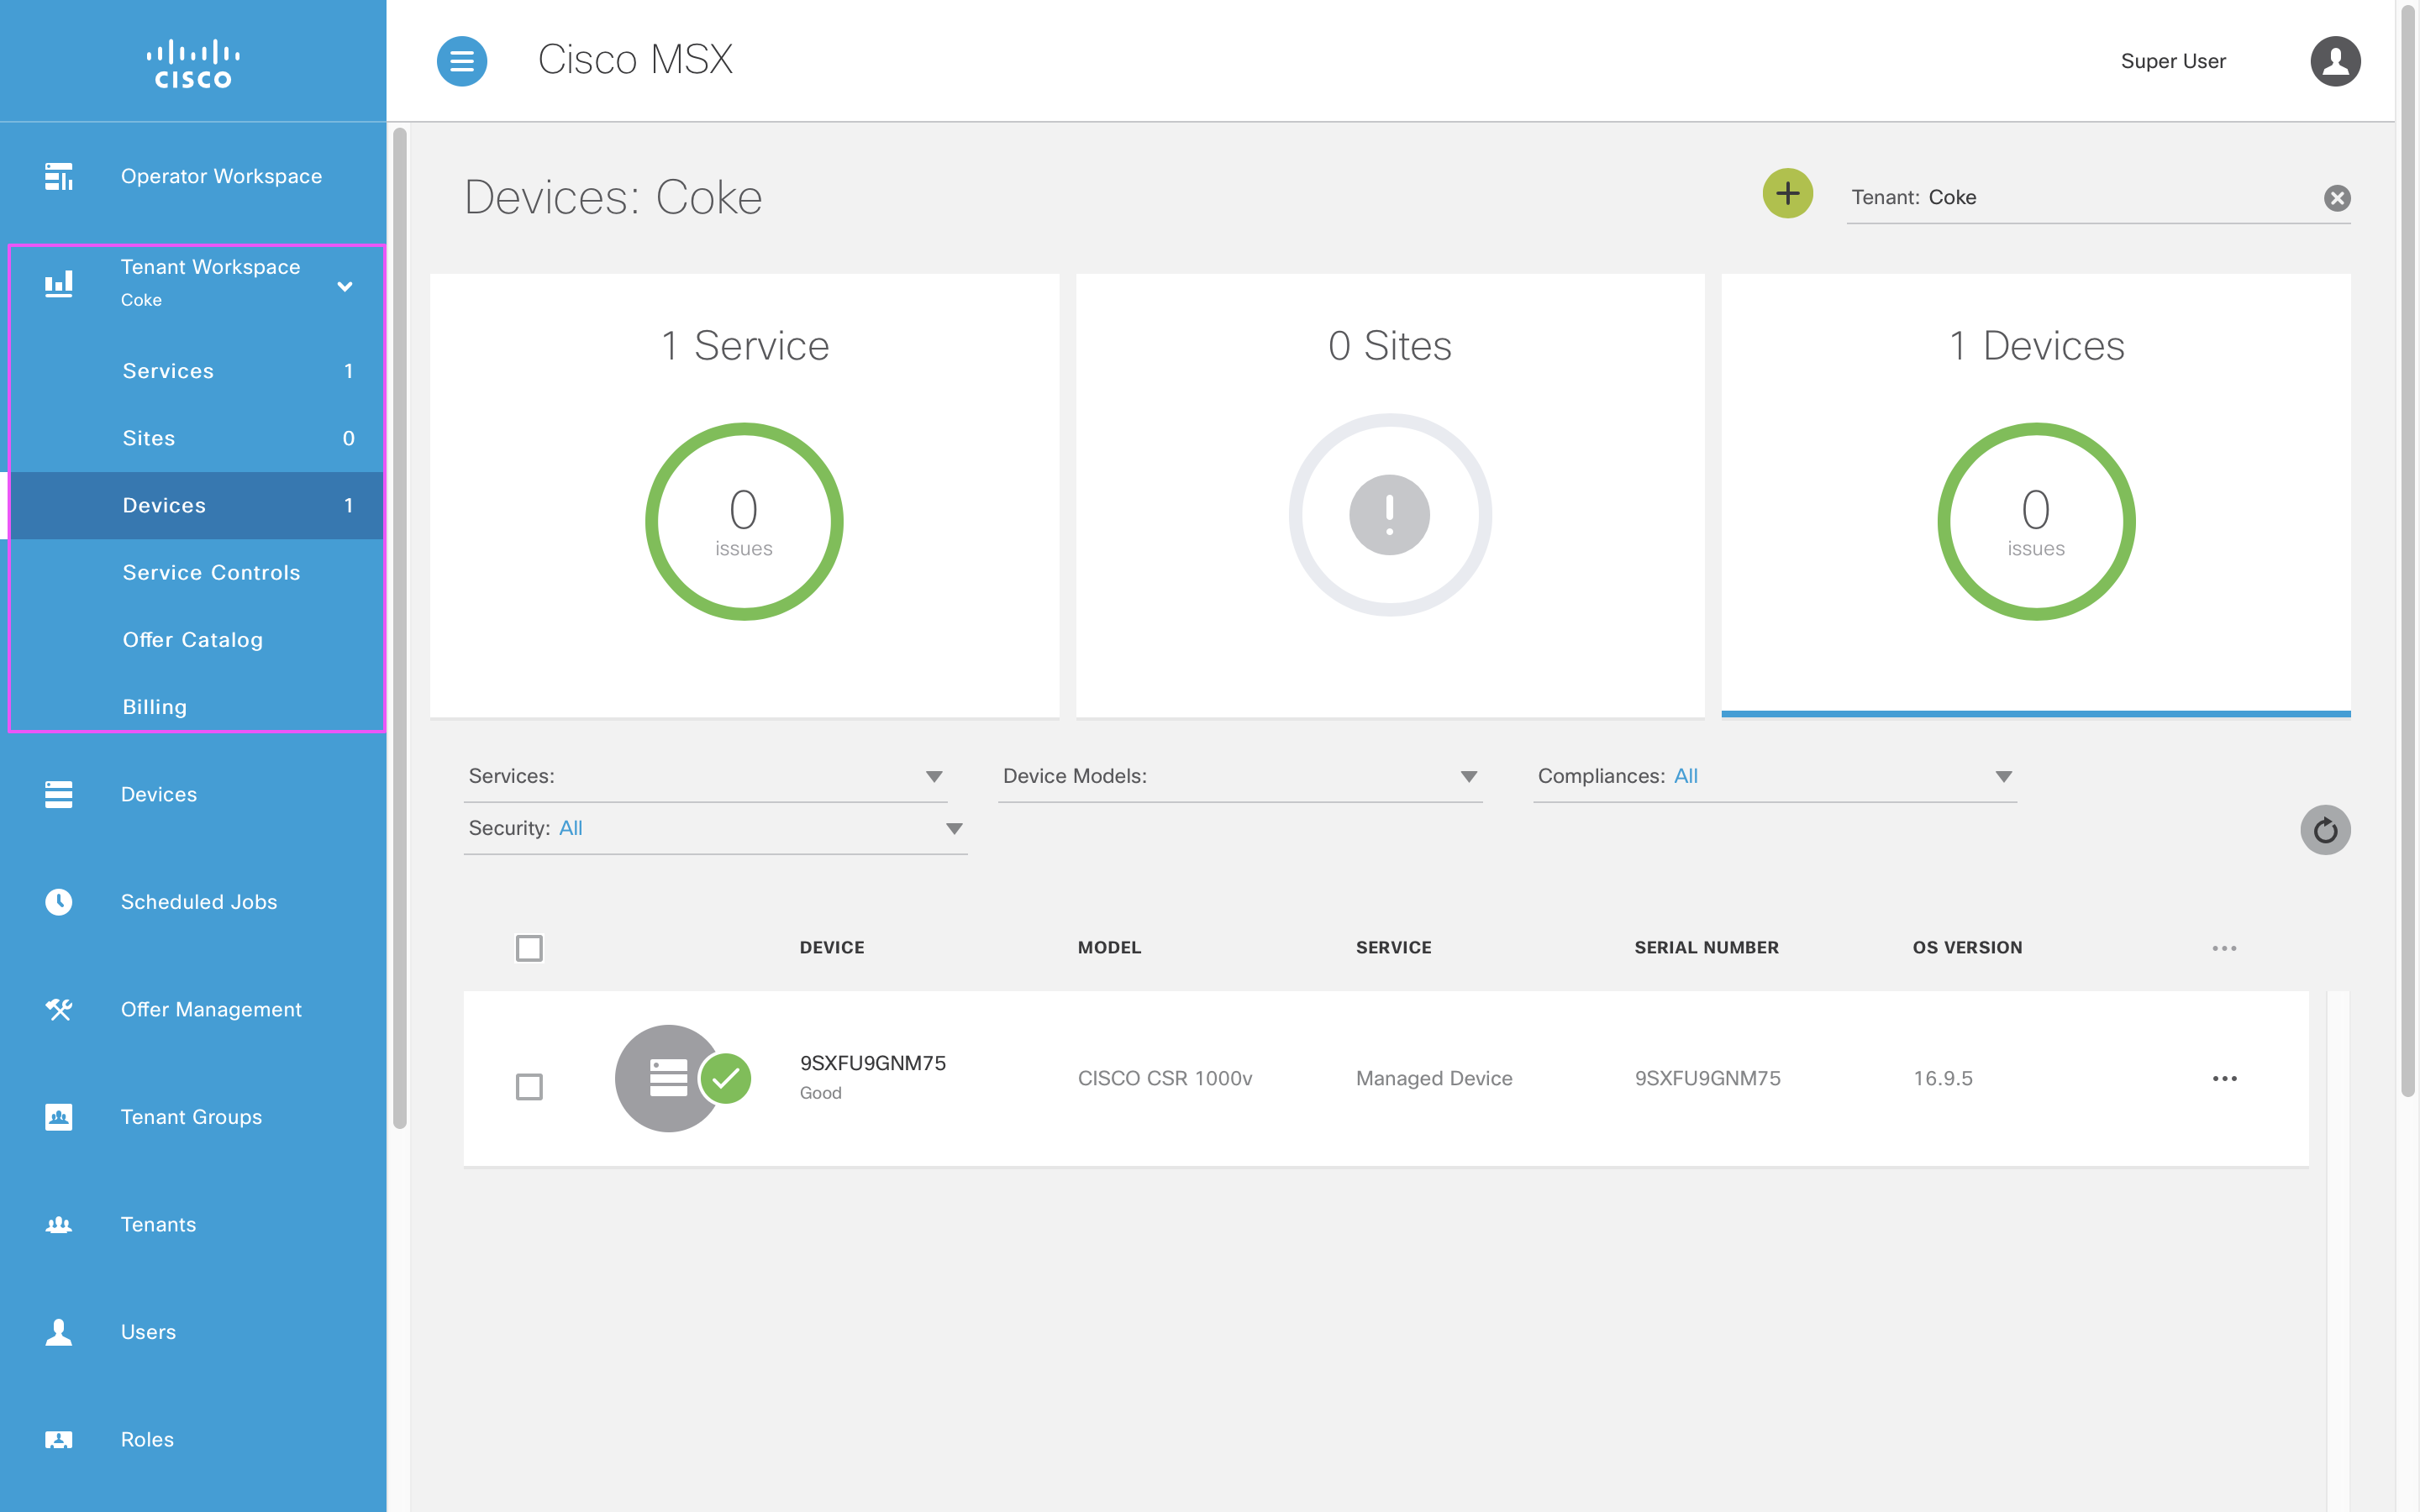 CISCO
Cisco MSX
Super User
Operator Workspace
Tenant Workspace
Coke
Services 1
Sites 0
Devices 1
Service Controls
Offer Catalog
Billing
Devices
Scheduled Jobs
Offer Management
Tenant Groups
Tenants
Users
Roles
Devices: Coke
Tenant: Coke
1 Service
0
issues
0 Sites
1 Devices
0
issues
Services:
Device Models:
Compliances: All
Security: All
DEVICE MODEL SERVICE SERIAL NUMBER OS VERSION
9SXFU9GNM75
Good
CISCO CSR 1000v
Managed Device
9SXFU9GNM75
16.9.5